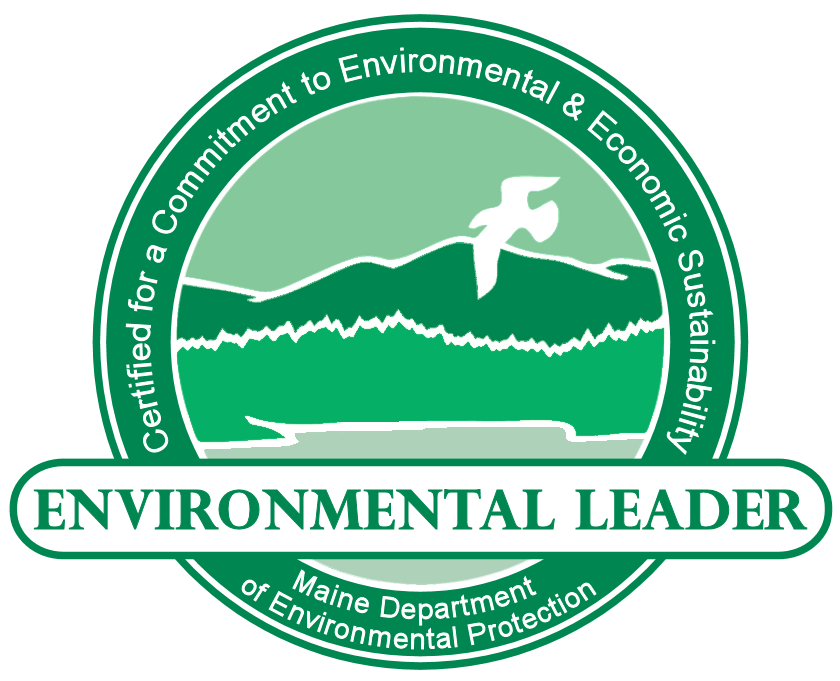 Certified for a Commitment to Environmental & Economic Sustainability
ENVIRONMENTAL LEADER
Maine Department
of Environmental Protection